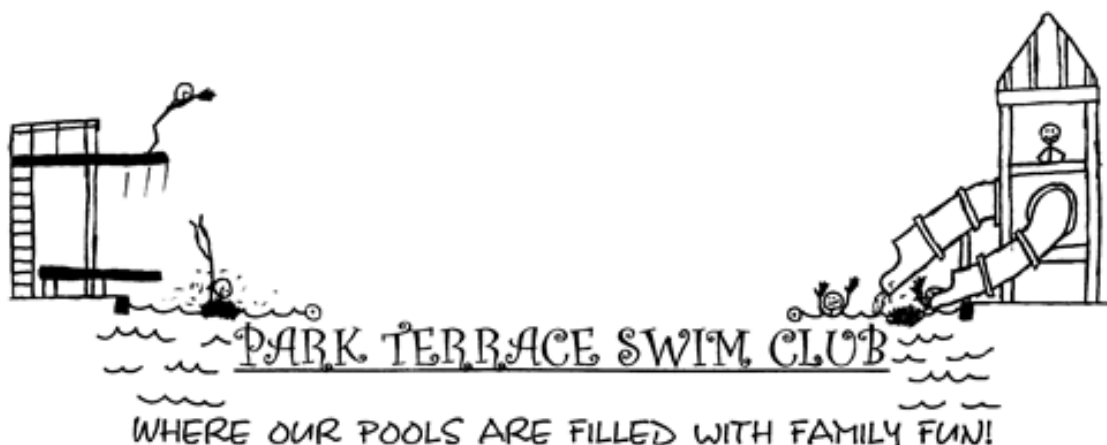 PARK TERRACE SWIM CLUB
WHERE OUR POOLS ARE FILLED WITH FAMILY FUN!